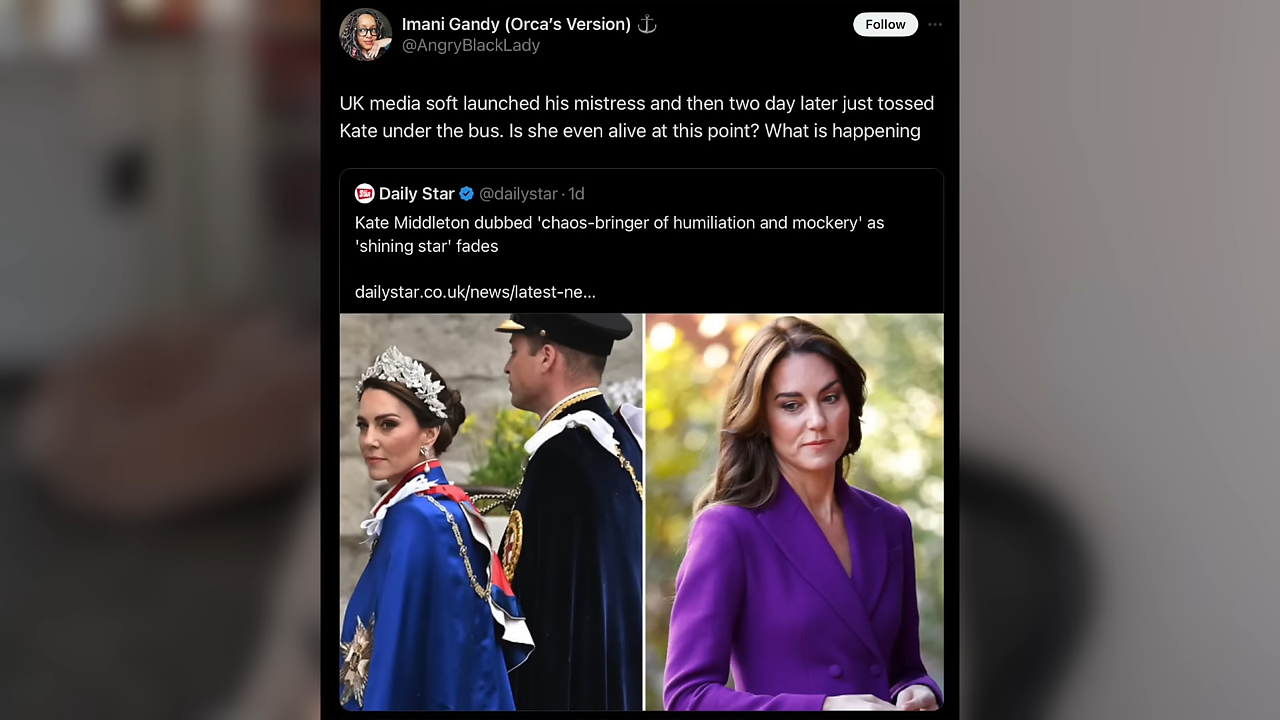 Imani Gandy (Orca's Version) ⚓
Follow
@AngryBlackLady
UK media soft launched his mistress and then two day later just tossed
Kate under the bus. Is she even alive at this point? What is happening
Daily Star @dailystar · 1d
Kate Middleton dubbed 'chaos-bringer of humiliation and mockery' as
'shining star' fades
dailystar.co.uk/news/latest-ne...